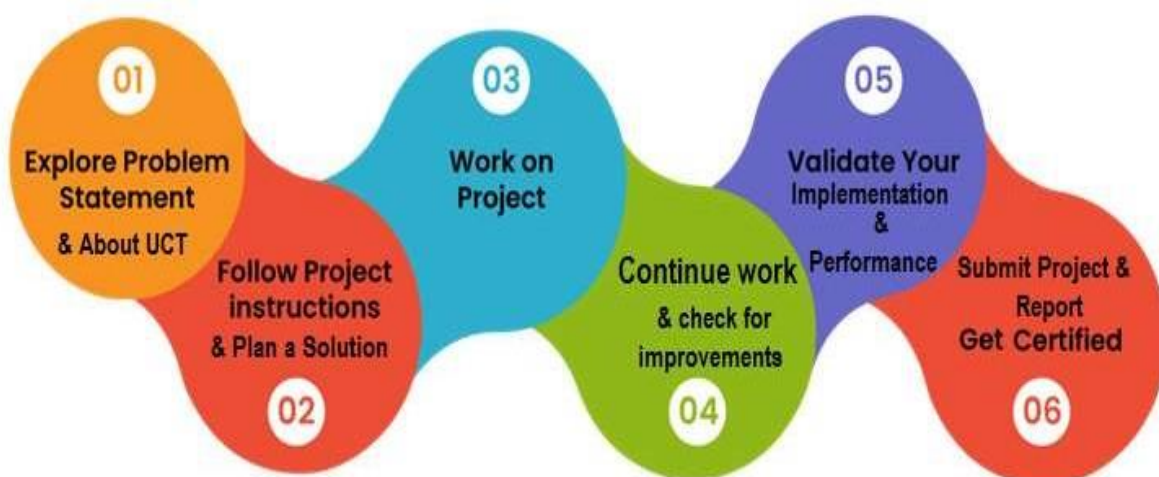 01
Explore Problem
Statement
& About UCT
Follow Project
instructions
& Plan a Solution
02
03
Work on
Project
Continue work
& check for
improvements
04
05
Validate Your
Implementation
&
Performance
Submit Project &
Report
Get Certified
06